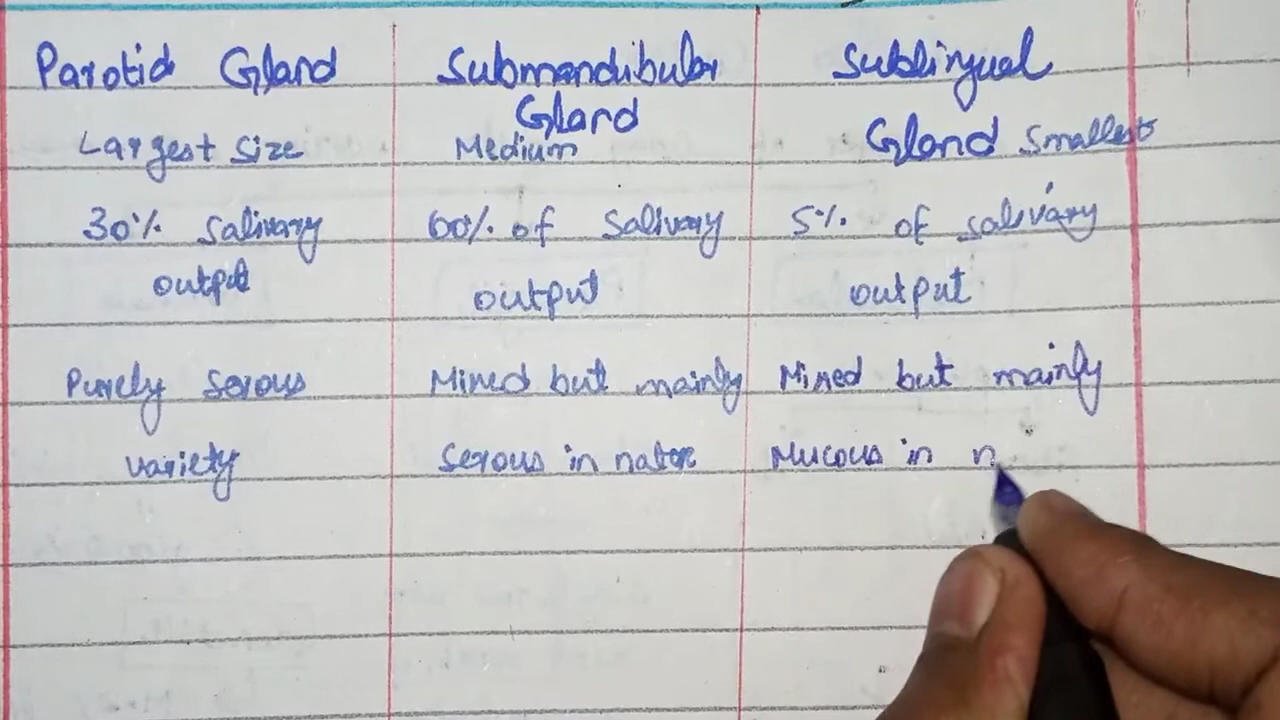 Parotid Gland
Largest size
30% salivary
output
Purely serous
variety
Submandibular
Gland
Medium
60% of salivary
output
Mixed but mainly
Serous in nature
Sublingual
Gland Smallest
5% of salivary
output
Mixed but mainly
Mucous in n